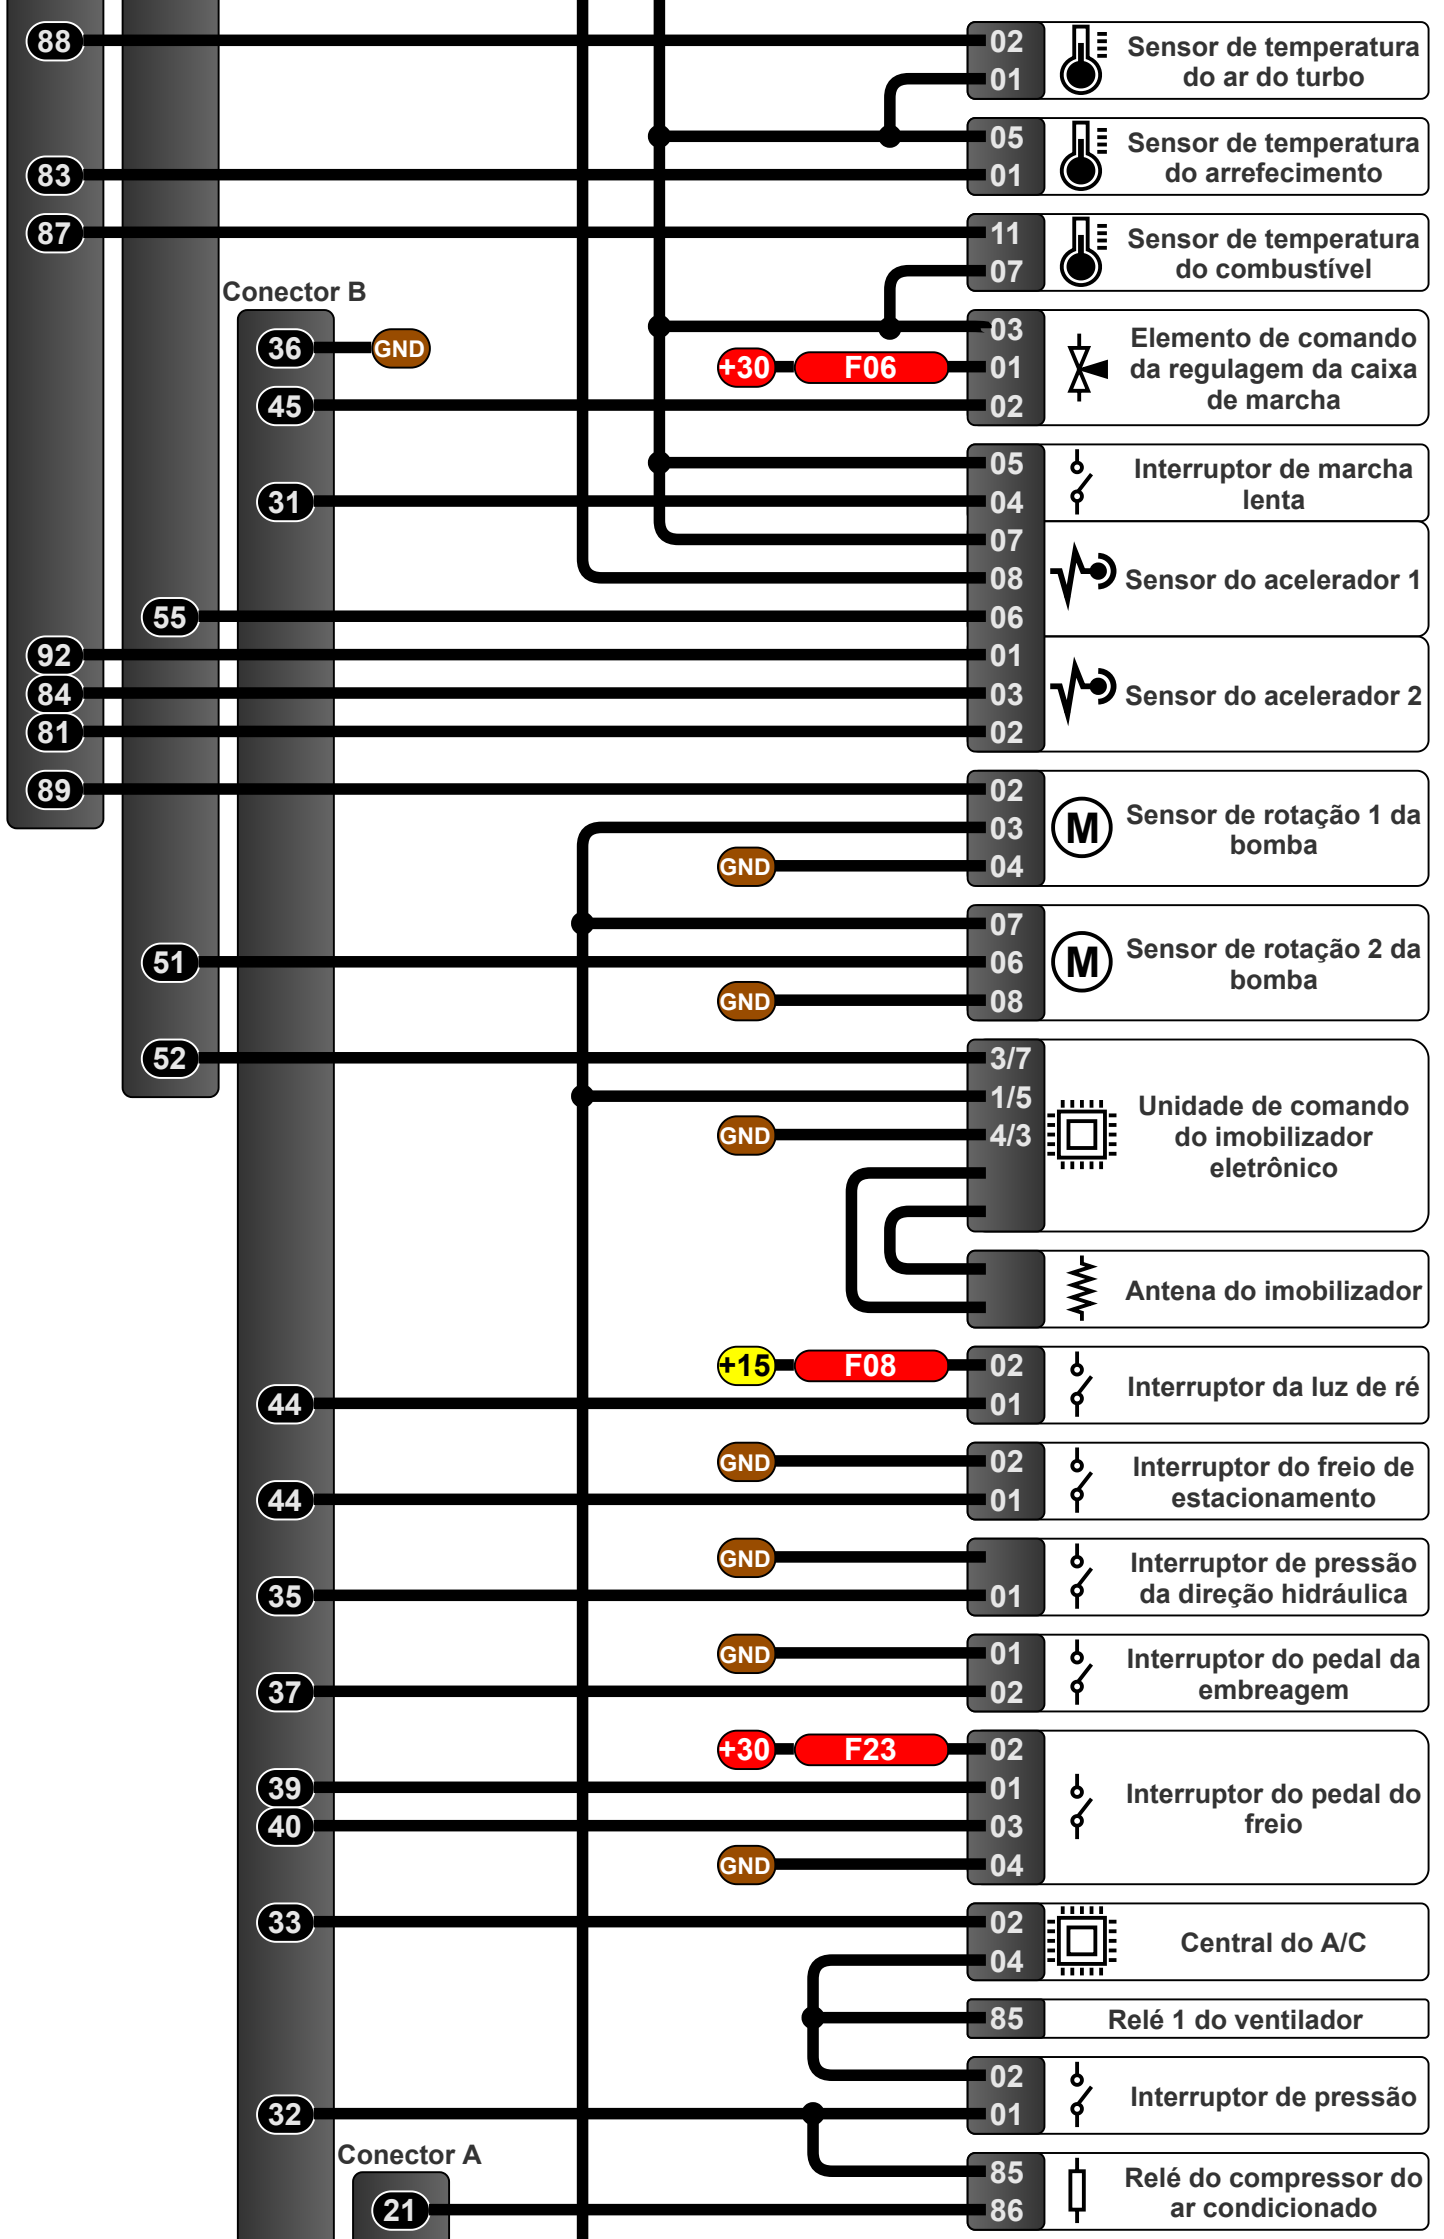 88
02
01
Sensor de temperatura
do ar do turbo
83
05
01
Sensor de temperatura
do arrefecimento
87
11
07
Sensor de temperatura
do combustível
Conector B
36
GND
+30
F06
45
03
01
02
Elemento de comando
da regulagem da caixa
de marcha
31
05
04
Interruptor de marcha
lenta
55
07
08
06
Sensor do acelerador 1
92
84
81
01
03
02
Sensor do acelerador 2
89
GND
02
03
04
Sensor de rotação 1 da
bomba
51
GND
07
06
08
Sensor de rotação 2 da
bomba
52
GND
3/7
1/5
4/3
Unidade de comando
do imobilizador
eletrônico
Antena do imobilizador
+15
F08
44
02
01
Interruptor da luz de ré
GND
44
02
01
Interruptor do freio de
estacionamento
GND
35
01
Interruptor de pressão
da direção hidráulica
GND
37
01
02
Interruptor do pedal da
embreagem
+30
F23
39
40
GND
02
01
03
04
Interruptor do pedal do
freio
33
02
04
Central do A/C
85
Relé 1 do ventilador
32
02
01
Interruptor de pressão
Conector A
21
85
86
Relé do compressor do
ar condicionado
M
M